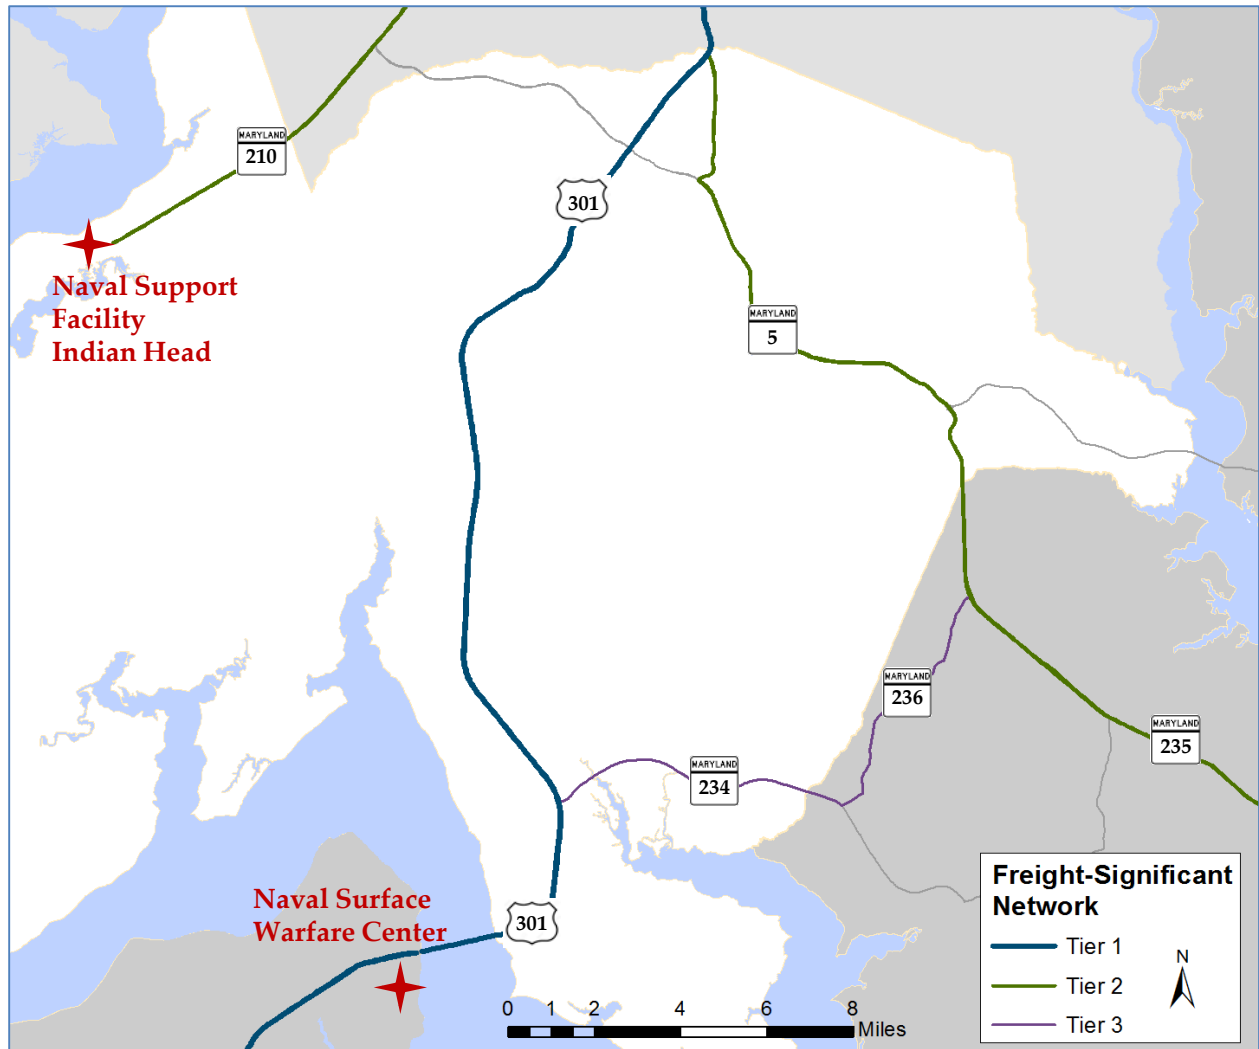 MARYLAND
210
301
Naval Support
Facility
Indian Head
MARYLAND
5
MARYLAND
236
MARYLAND
235
MARYLAND
234
Naval Surface
Warfare Center
301
Freight-Significant
Network
Tier 1
Tier 2
Tier 3
N
0 1 2 4 6 8
Miles